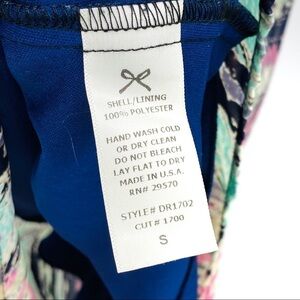 SHELL/LINING
100% POLYESTER
HAND WASH COLD
OR DRY CLEAN
DO NOT BLEACH
LAY FLAT TO DRY
MADE IN U.S.A.
RN# 29570
STYLE# DR1702
CUT# 1700
S